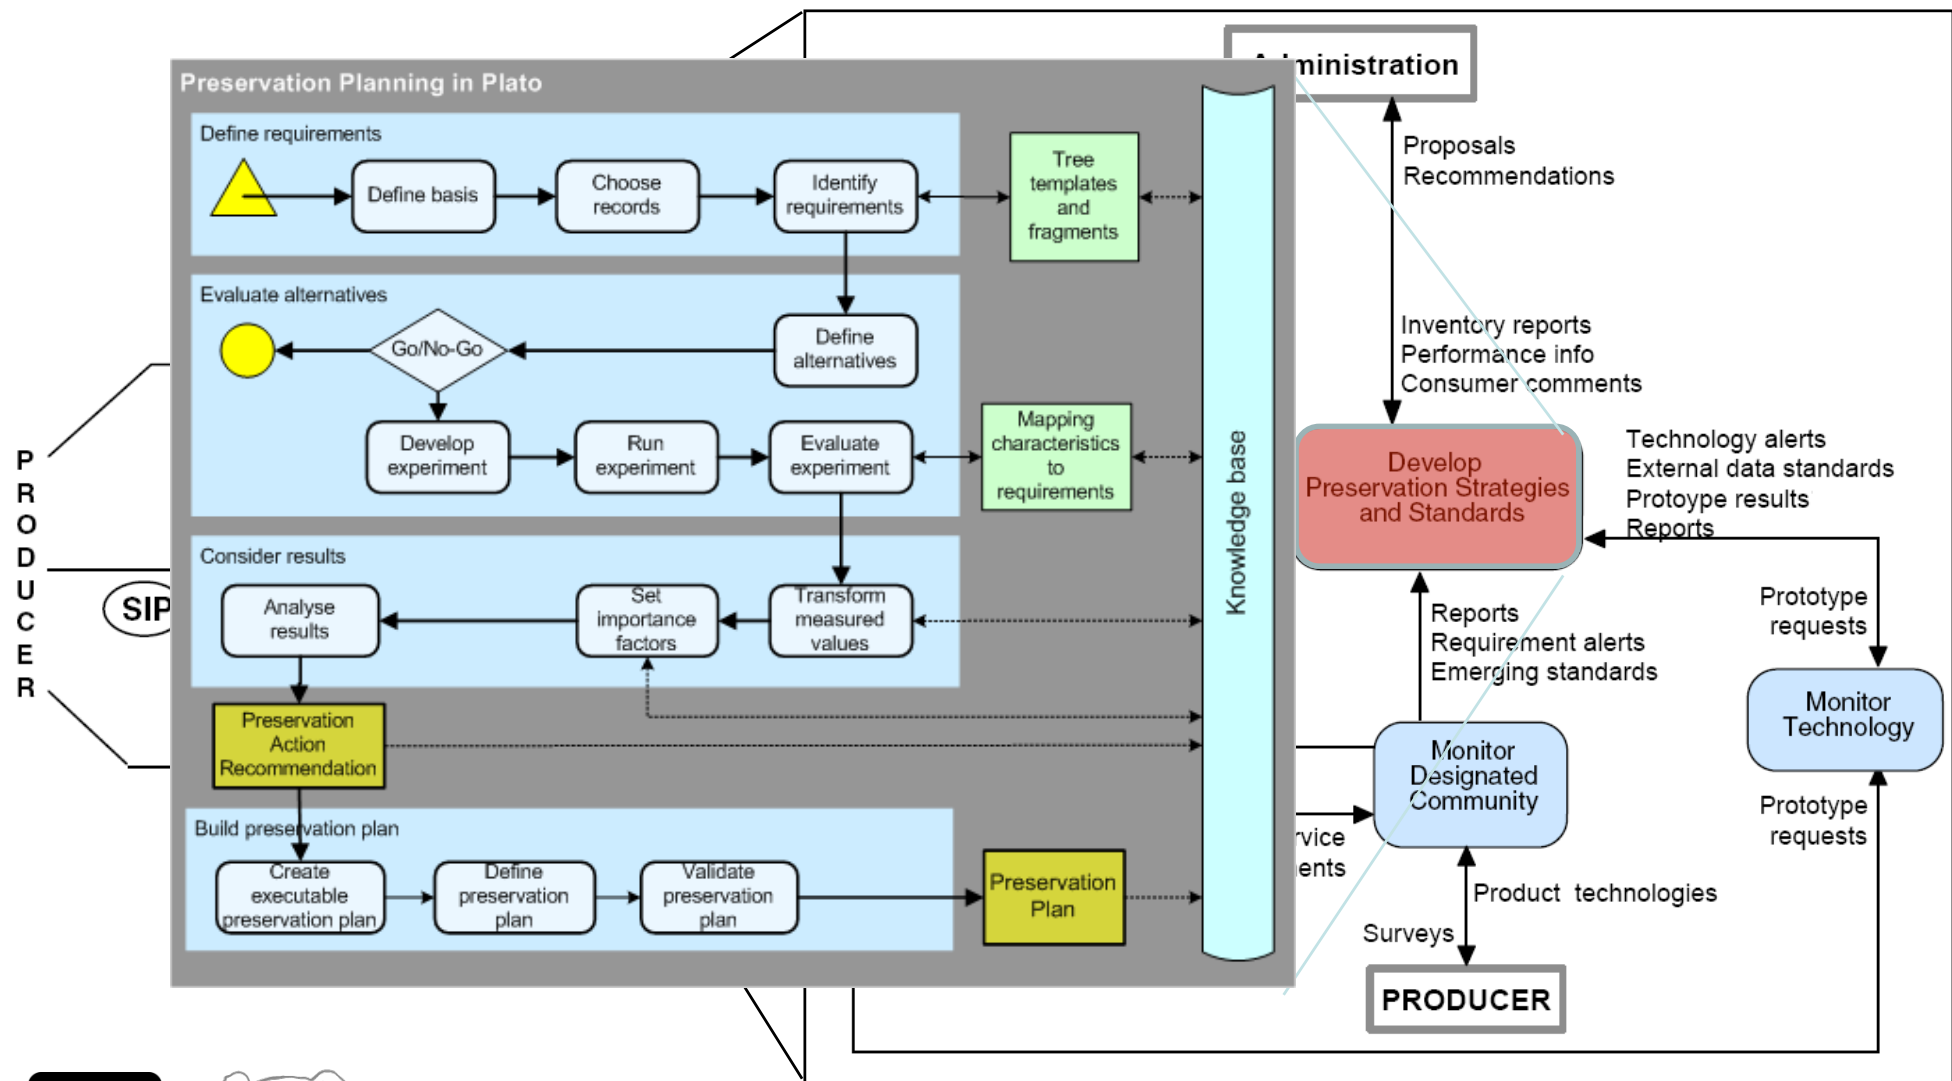 Administration
Preservation Planning in Plato
Define requirements
Define basis
Choose
records
Identify
requirements
Tree
templates
and
fragments
Evaluate alternatives
Go/No-Go
Define
alternatives
Develop
experiment
Run
experiment
Evaluate
experiment
Mapping
characteristics
to
requirements
Consider results
Analyse
results
Set
importance
factors
Transform
measured
values
Preservation
Action
Recommendation
Build preservation plan
Create
executable
preservation plan
Define
preservation
plan
Validate
preservation
plan
Preservation
Plan
Knowledge base
PRODUCER
SIP
Proposals
Recommendations
Inventory reports
Performance info
Consumer comments
Develop
Preservation Strategies
and Standards
Technology alerts
External data standards
Protoype results
Reports
Prototype
requests
Reports
Requirement alerts
Emerging standards
Monitor
Technology
Monitor
Designated
Community
Prototype
requests
rvice
ents
Product technologies
Surveys
PRODUCER